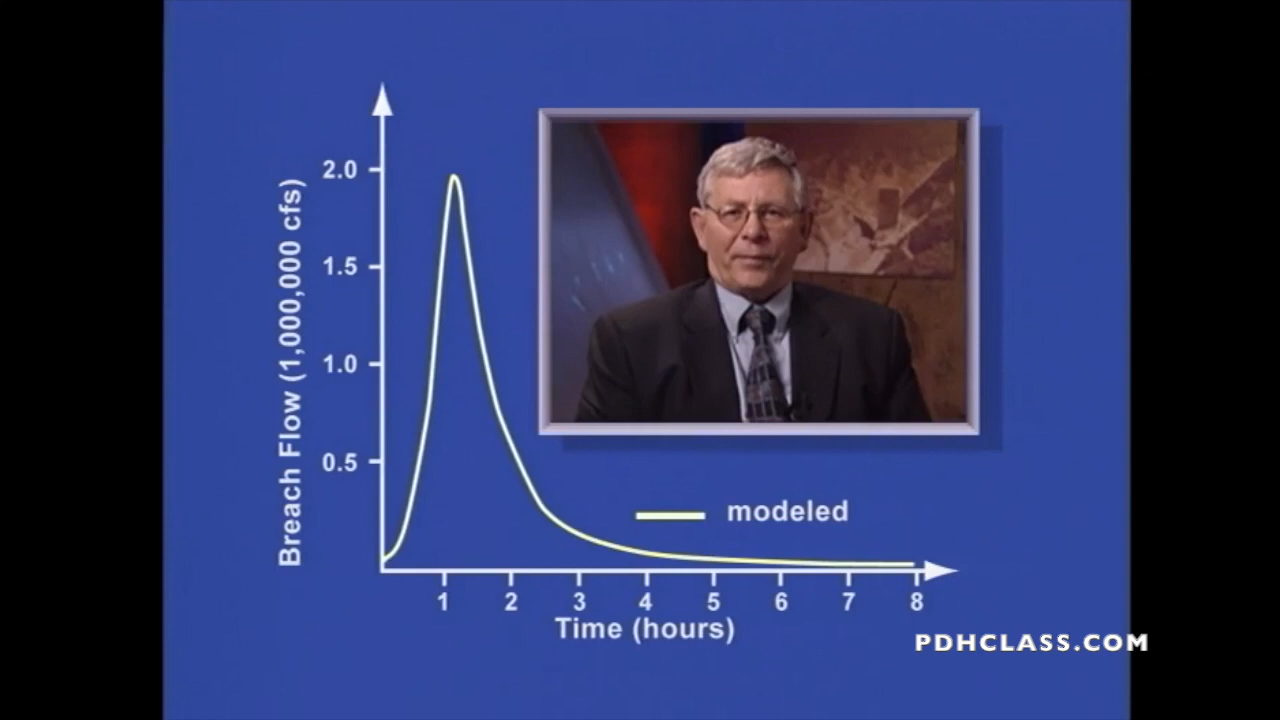 Breach Flow (1,000,000 cfs)
2.0
1.5
1.0
0.5
modeled
1 2 3 4 5 6 7 8
Time (hours)
PDHCLASS.COM